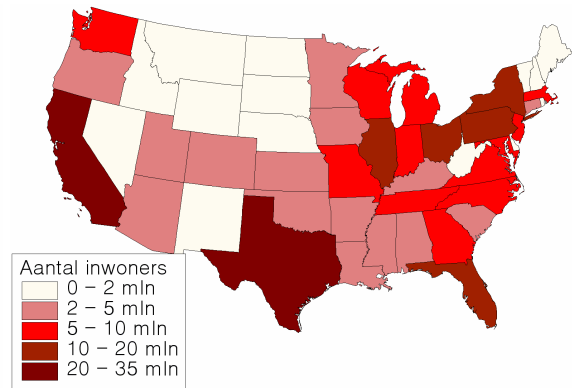 Aantal inwoners
0 – 2 mln
2 – 5 mln
5 – 10 mln
10 – 20 mln
20 – 35 mln